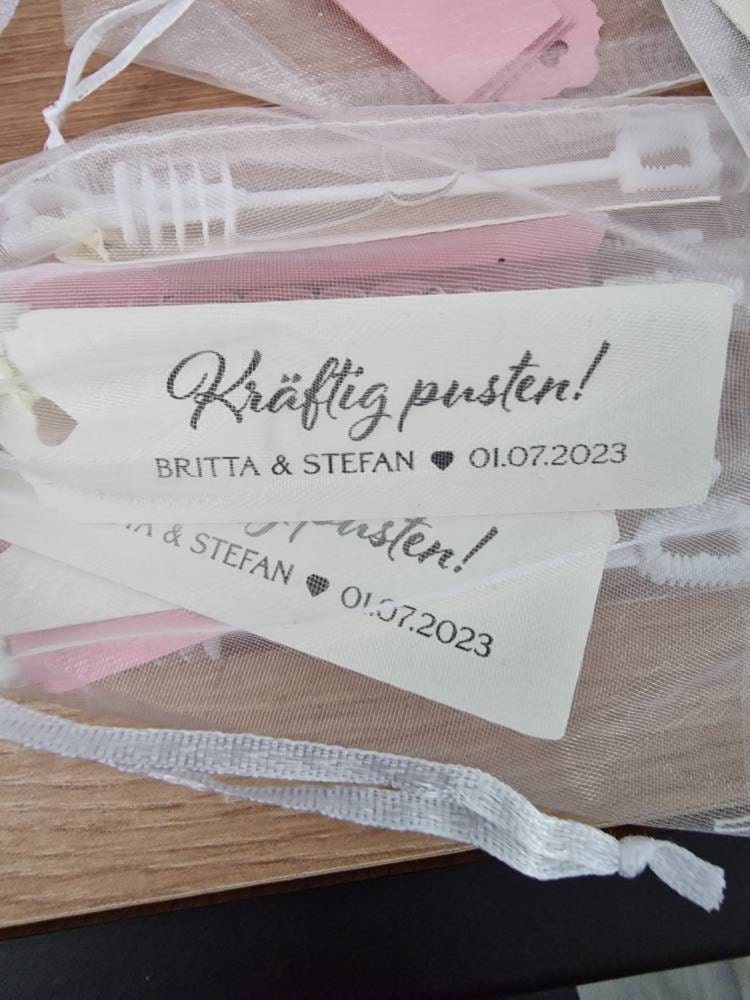 Kräftig pusten!
BRITTA & STEFAN ♥ 01.07.2023
pusten!
& STEFAN ♥ 01.07.2023